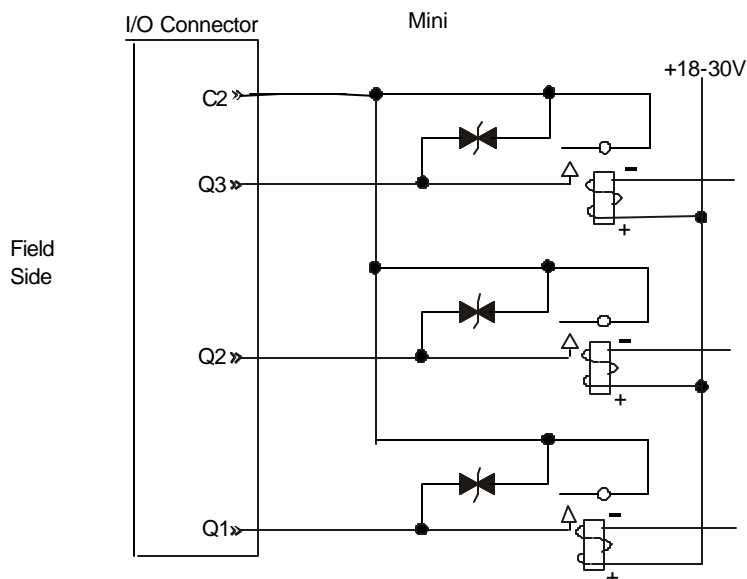 I/O Connector
Mini
+18-30V
C2
Q3
-
+
Field
Side
Q2
-
+
Q1
-
+